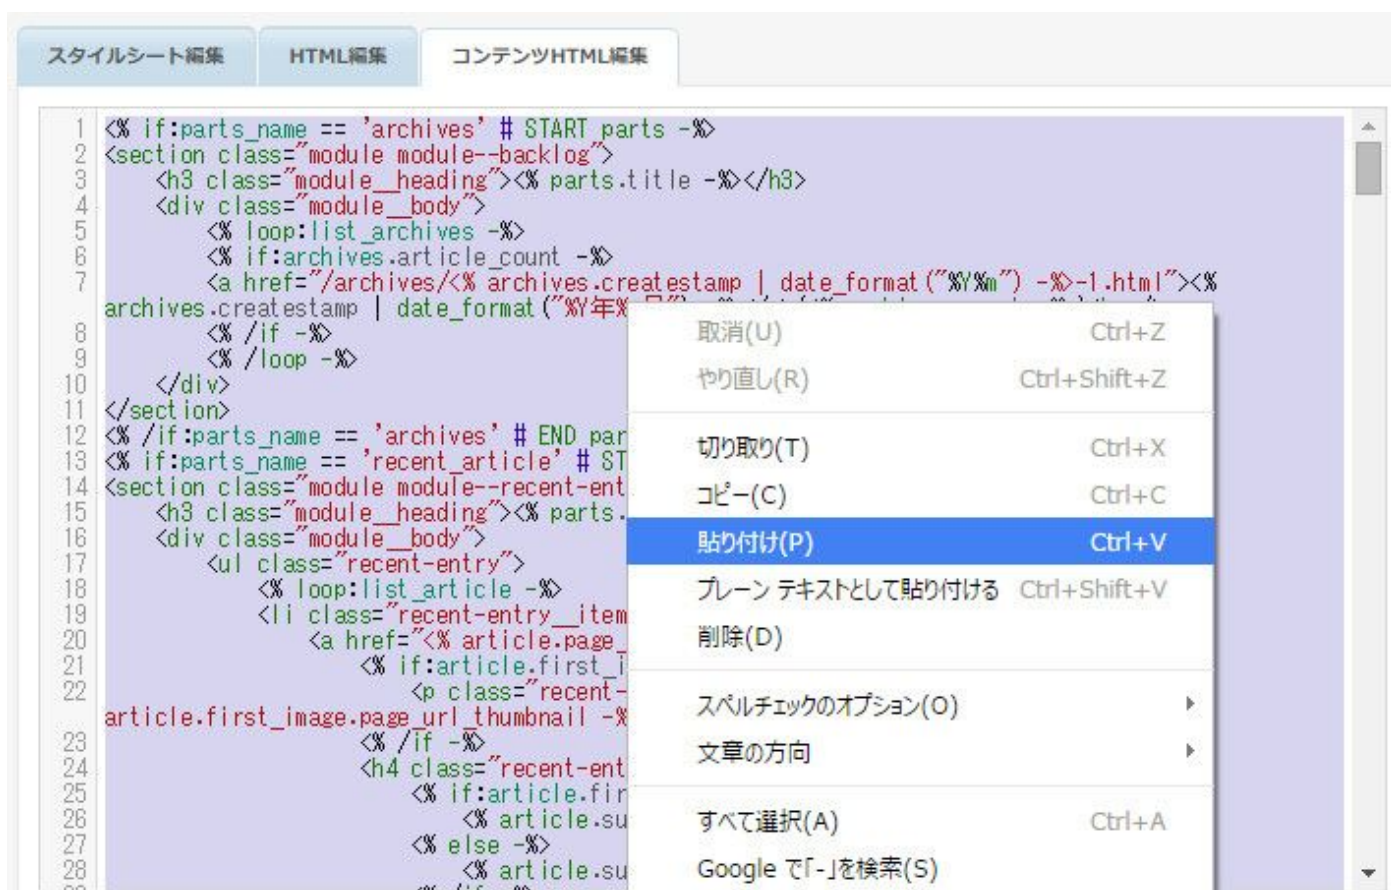 スタイルシート編集 HTML編集 コンテンツHTML編集
1 <% if:parts_name == 'archives' # START parts -%>
2 <section class="module module--backlog">
3 <h3 class="module__heading"><% parts.title -%></h3>
4 <div class="module__body">
5 <% loop:list_archives -%>
6 <% if:archives.article_count -%>
7 <a href="/archives/<% archives.createstamp | date_format("%Y%m") -%>-1.html"><%
archives.createstamp | date_format("%Y年%
8 <% /if -%>
9 <% /loop -%>
10 </div>
11 </section>
12 <% /if:parts_name == 'archives' # END par
13 <% if:parts_name == 'recent_article' # ST
14 <section class="module module--recent-ent
15 <h3 class="module__heading"><% parts.
16 <div class="module__body">
17 <ul class="recent-entry">
18 <% loop:list_article -%>
19 <li class="recent-entry__item
20 <a href="<% article.page_
21 <% if:article.first_i
22 <p class="recent-
article.first_image.page_url_thumbnail -%
23 <% /if -%>
24 <h4 class="recent-ent
25 <% if:article.fir
26 <% article.su
27 <% else -%>
28 <% article.su
取消(U) Ctrl+Z
やり直し(R) Ctrl+Shift+Z
切り取り(T) Ctrl+X
コピー(C) Ctrl+C
貼り付け(P) Ctrl+V
プレーン テキストとして貼り付ける Ctrl+Shift+V
削除(D)
スペルチェックのオプション(O)
文章の方向
すべて選択(A) Ctrl+A
Google で「-」を検索(S)